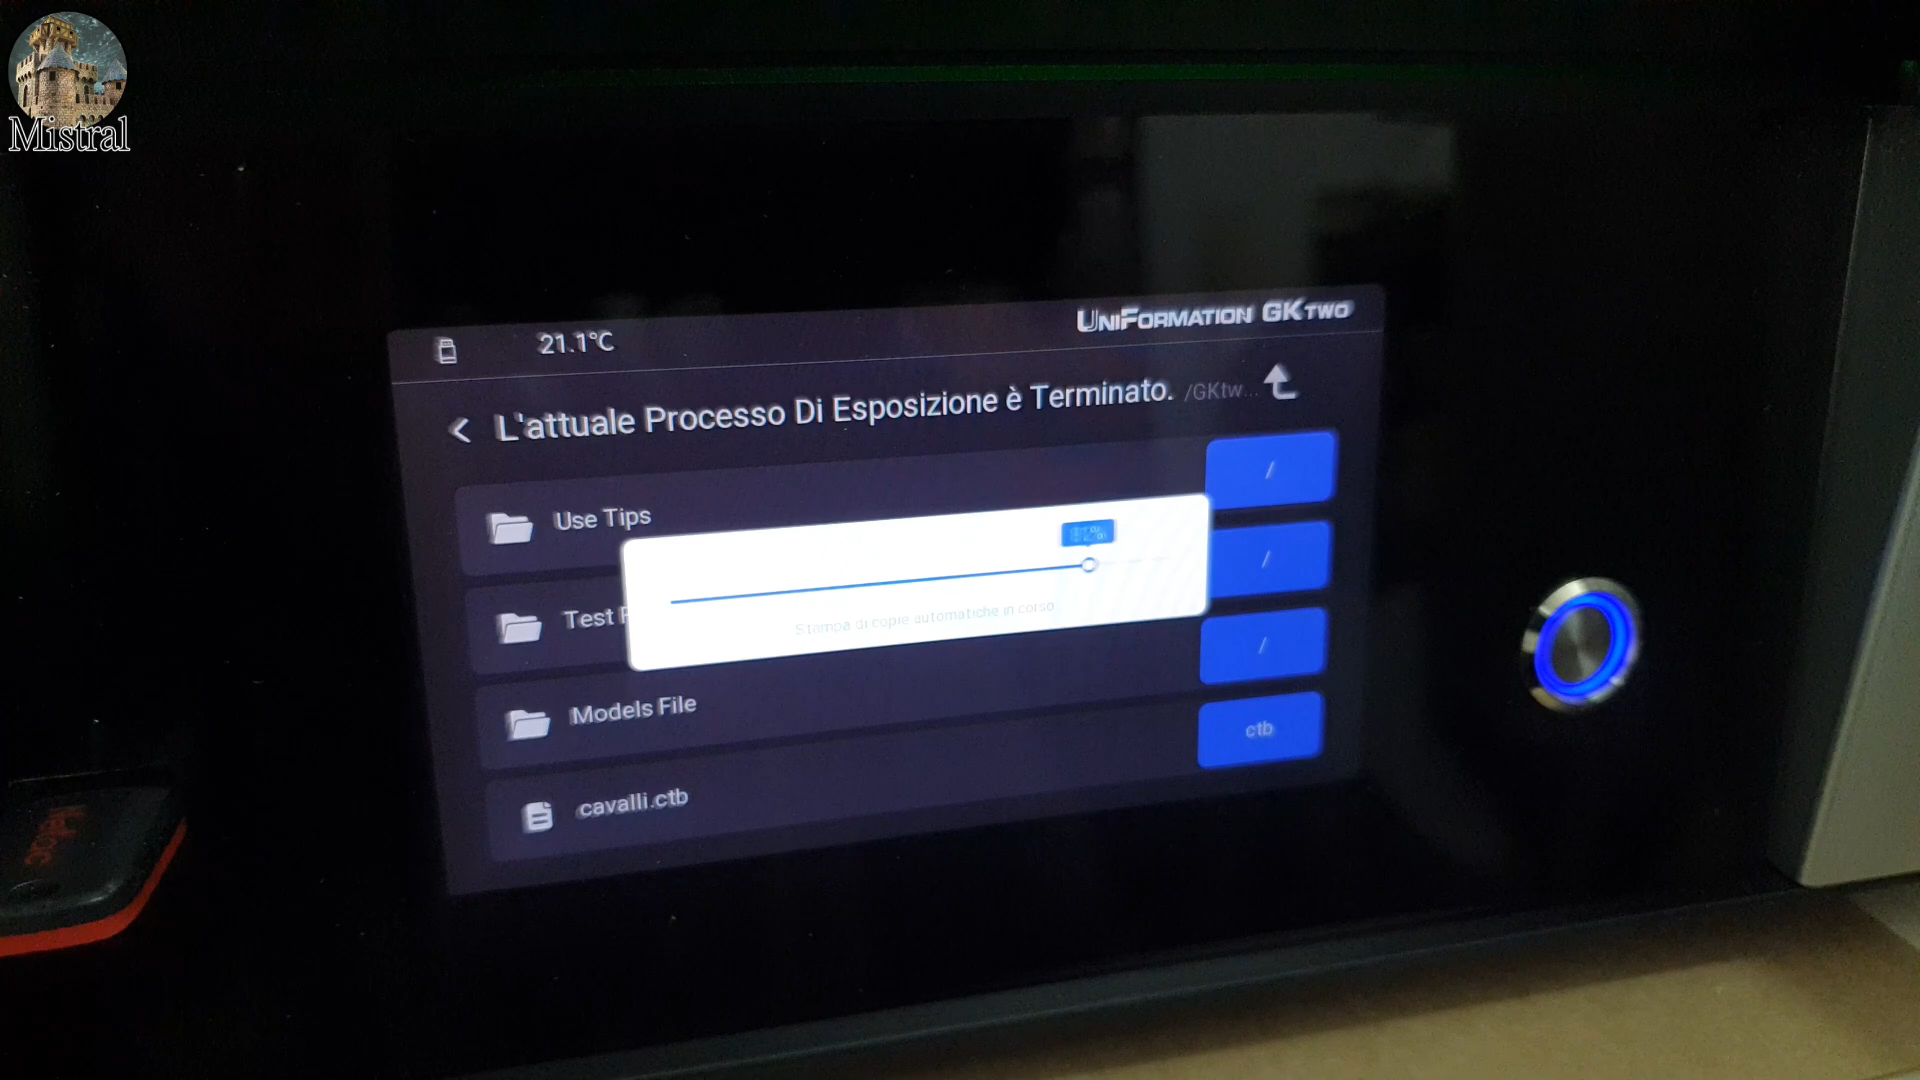 Mistral
21.1°C
UniFormation GKtwo
L'attuale Processo Di Esposizione è Terminato. /GKtw...
Use Tips
/
Test
/
/
Stampa di copie automatiche in corso
Models File
ctb
cavalli.ctb